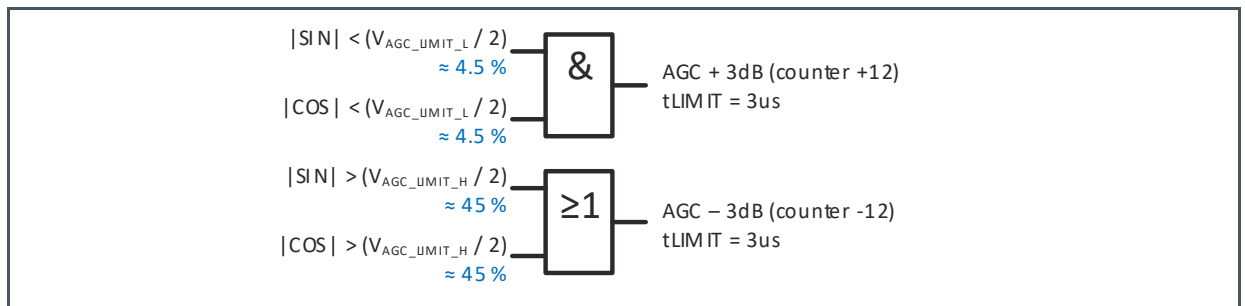 |SIN| < (VAGC_LIMIT_L / 2)
≈ 4.5 %
&
AGC + 3dB (counter +12)
tLIMIT = 3us
|COS| < (VAGC_LIMIT_L / 2)
≈ 4.5 %
|SIN| > (VAGC_LIMIT_H / 2)
≈ 45 %
≥1
AGC – 3dB (counter -12)
tLIMIT = 3us
|COS| > (VAGC_LIMIT_H / 2)
≈ 45 %